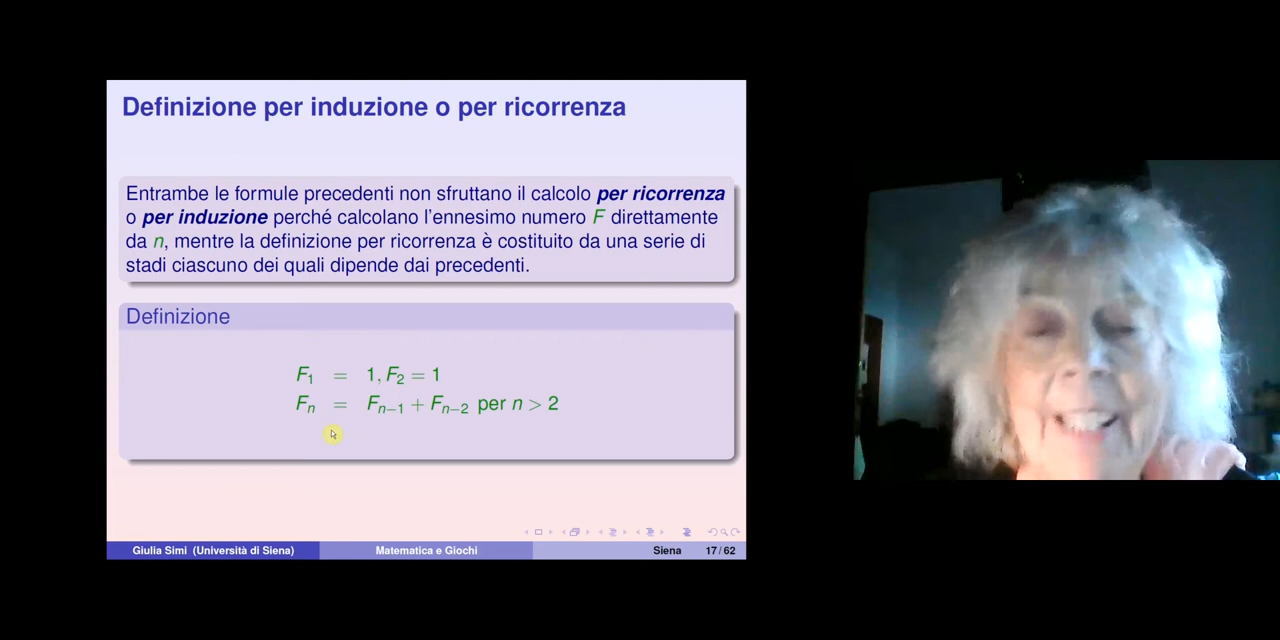 Definizione per induzione o per ricorrenza
Entrambe le formule precedenti non sfruttano il calcolo per ricorrenza
o per induzione perché calcolano l'ennesimo numero F direttamente
da n, mentre la definizione per ricorrenza è costituito da una serie di
stadi ciascuno dei quali dipende dai precedenti.
Definizione
F₁ = 1, F₂ = 1
Fₙ = Fₙ₋₁ + Fₙ₋₂ per n > 2
Giulia Simi (Università di Siena) Matematica e Giochi Siena 17 / 62